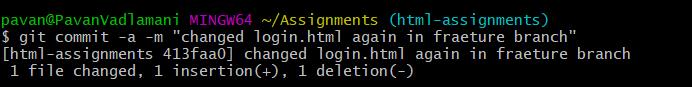 pavan@PavanVadlamani MINGW64 ~/Assignments (html-assignments)
$ git commit -a -m "changed login.html again in fraeture branch"
[html-assignments 413faa0] changed login.html again in fraeture branch
 1 file changed, 1 insertion(+), 1 deletion(-)